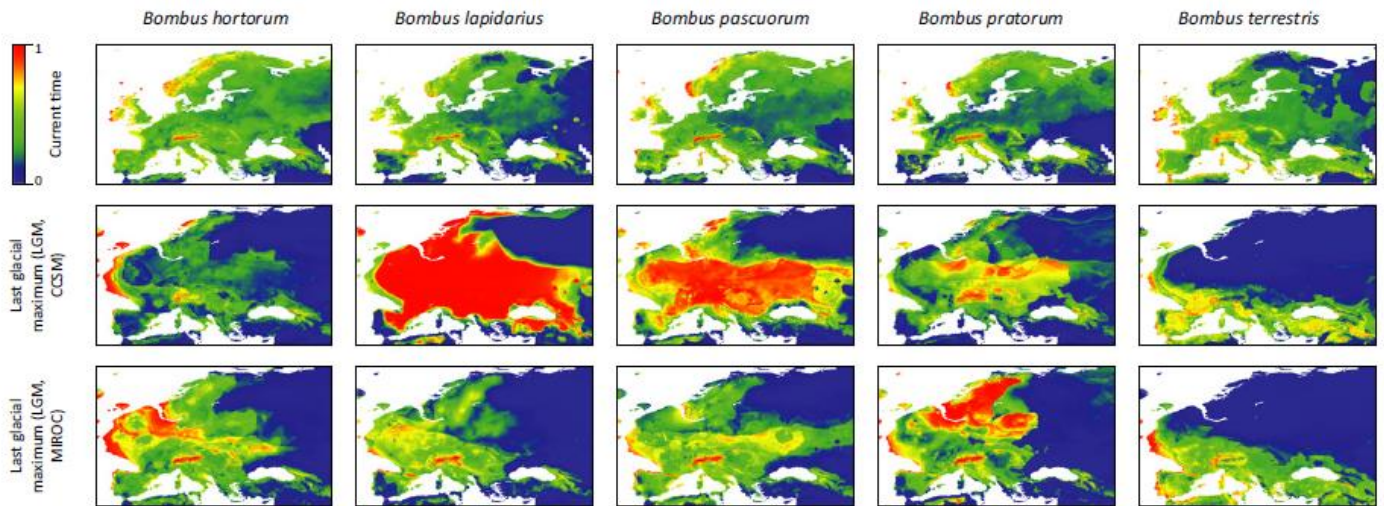 Bombus hortorum
Bombus lapidarius
Bombus pascuorum
Bombus pratorum
Bombus terrestris
1
0
Current time
Last glacial
maximum (LGM,
CCSM)
Last glacial
maximum (LGM,
MIROC)